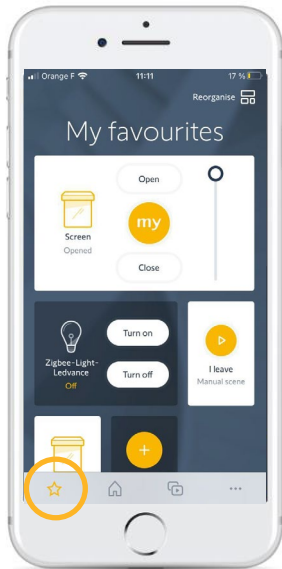 Orange F 11:11 17 %
Reorganise
My favourites
Open
my
Screen
Opened
Close
Zigbee-Light-
Ledvance
Off
Turn on
Turn off
I leave
Manual scene